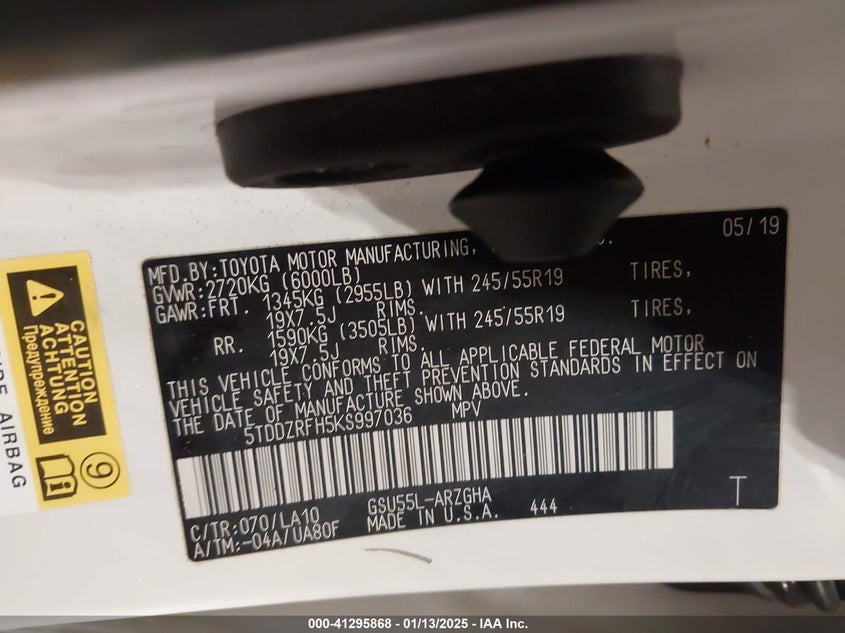 05/19
MFD.BY:TOYOTA MOTOR MANUFACTURING, C.
GVWR:2720KG (6000LB)
GAWR:FRT. 1345KG (2955LB) WITH 245/55R19 TIRES,
19X7.5J RIMS.
RR. 1590KG (3505LB) WITH 245/55R19 TIRES,
19X7.5J RIMS.
THIS VEHICLE CONFORMS TO ALL APPLICABLE FEDERAL MOTOR
VEHICLE SAFETY AND THEFT PREVENTION STANDARDS IN EFFECT ON
THE DATE OF MANUFACTURE SHOWN ABOVE.
5TDDZRFH5KS997036 MPV
C/TR:070/LA10 GSU55L-ARZGHA T
A/TM:-04A/UA80F MADE IN U.S.A. 444
CAUTION
ATTENTION
ACHTUNG
Предупреждение
9
AIRBAG
000-41295868 - 01/13/2025 - IAA Inc.